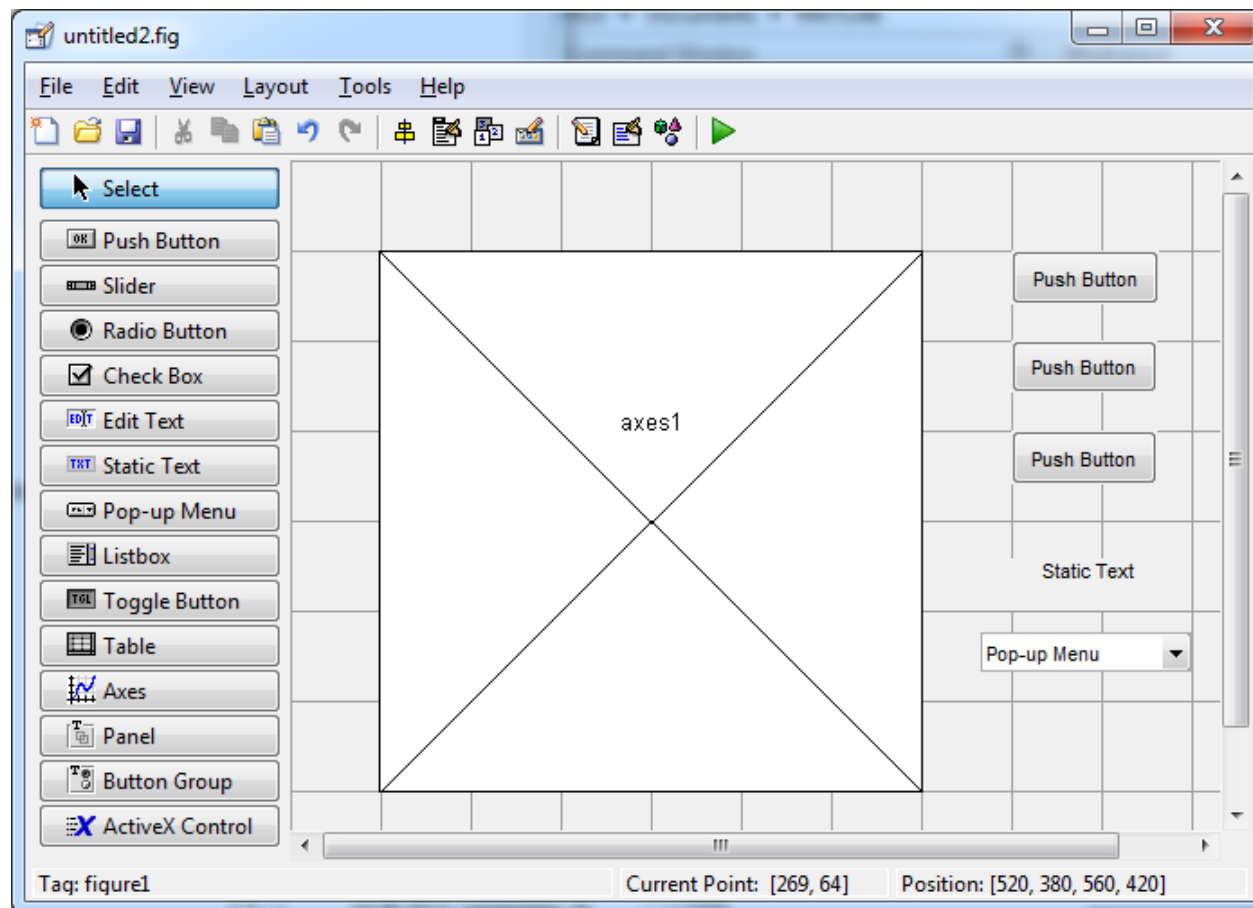 untitled2.fig
File Edit View Layout Tools Help
Select
Push Button
Slider
Radio Button
Check Box
Edit Text
Static Text
Pop-up Menu
Listbox
Toggle Button
Table
Axes
Panel
Button Group
ActiveX Control
axes1
Push Button
Push Button
Push Button
Static Text
Pop-up Menu
Tag: figure1 Current Point: [269, 64] Position: [520, 380, 560, 420]